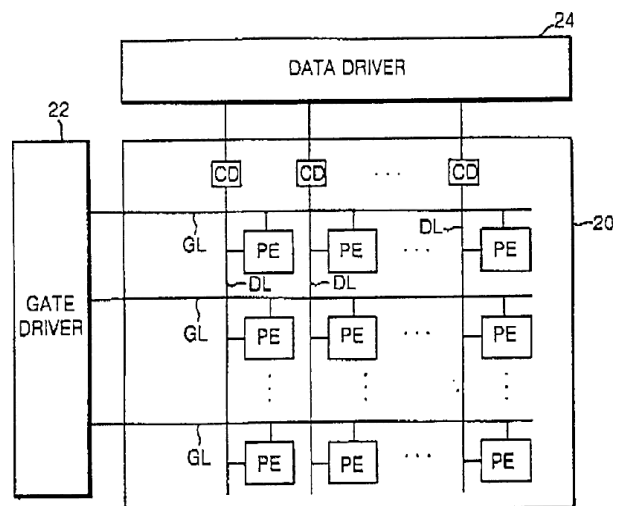 24
DATA DRIVER
22
CD CD ... CD
GL DL 20
PE PE ... PE
DL DL
GATE
DRIVER
GL
PE PE ... PE
GL
PE PE ... PE